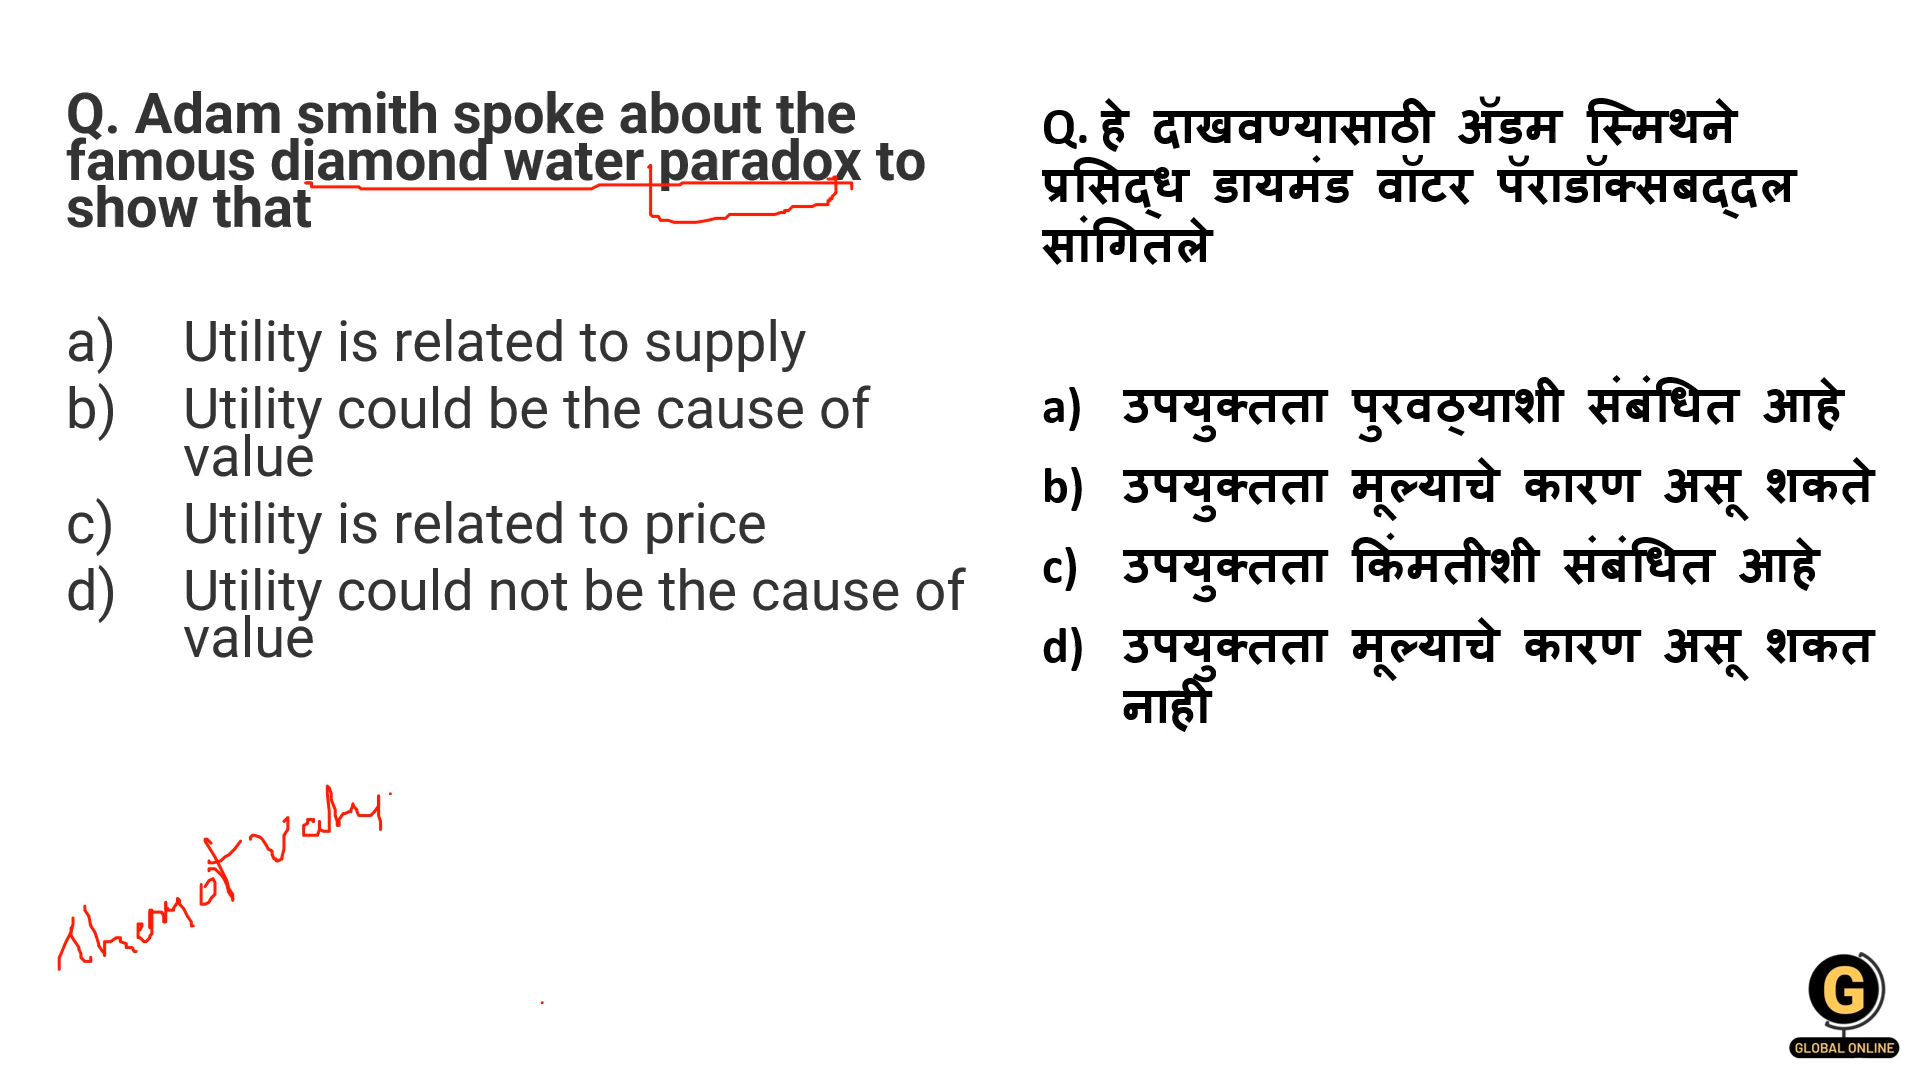 Q. Adam smith spoke about the
famous diamond water paradox to
show that
a) Utility is related to supply
b) Utility could be the cause of
value
c) Utility is related to price
d) Utility could not be the cause of
value
Q. हे दाखवण्यासाठी ॲडम स्मिथने
प्रसिद्ध डायमंड वॉटर पॅराडॉक्सबद्दल
सांगितले
a) उपयुक्तता पुरवठ्याशी संबंधित आहे
b) उपयुक्तता मूल्याचे कारण असू शकते
c) उपयुक्तता किंमतीशी संबंधित आहे
d) उपयुक्तता मूल्याचे कारण असू शकत
नाही
of
G
GLOBAL ONLINE